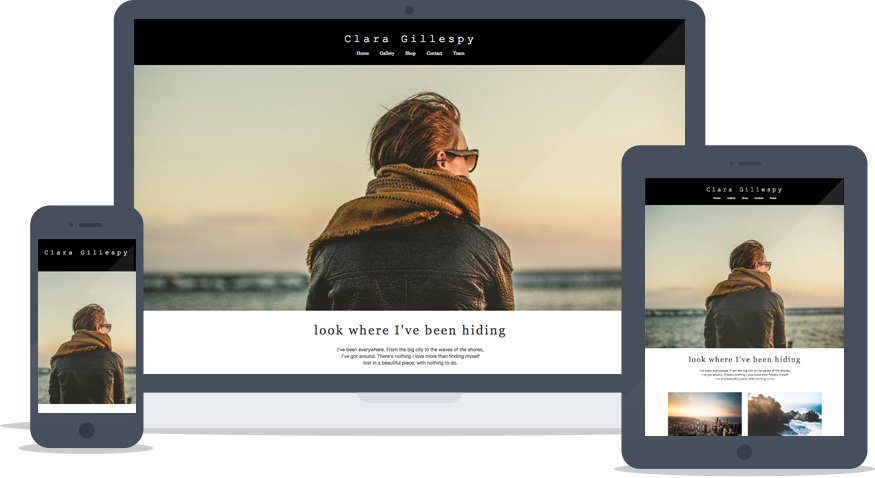 Clara Gillespy
Home Gallery Shop Contact Team
look where I've been hiding
I've been everywhere. From the big city to the waves of the shores,
I've got around. There's nothing I love more than finding myself
lost in a beautiful place, with nothing to do.
Clara Gillespy
Clara Gillespy
Home Gallery Shop Contact Team
look where I've been hiding
I've been everywhere. From the big city to the waves of the shores,
I've got around. There's nothing I love more than finding myself
lost in a beautiful place, with nothing to do.